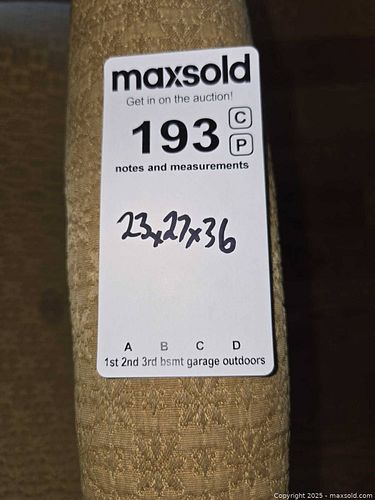 maxsold
Get in on the auction!
193 C
P
notes and measurements
23x27x36
A B C D
1st 2nd 3rd bsmt garage outdoors
Copyright 2025 - maxsold.com